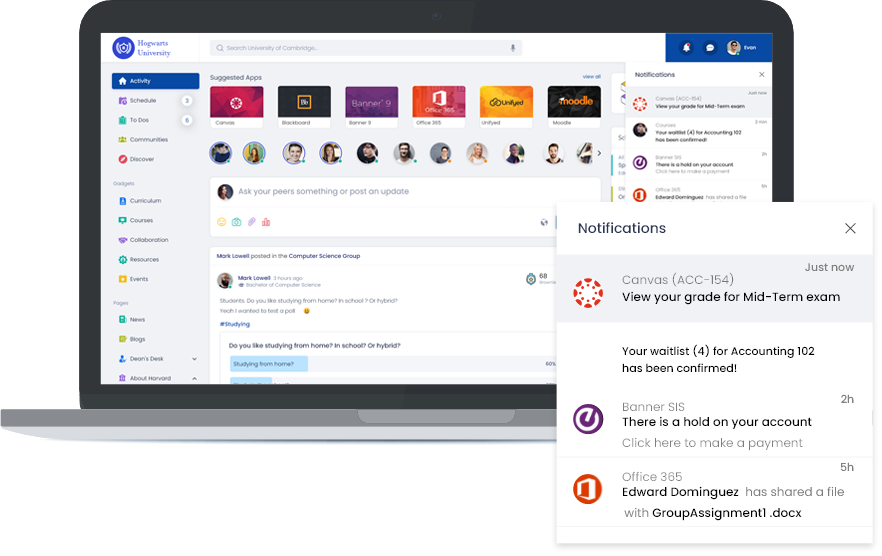 Hogwarts
University
Search University of Cambridge..
Evan
Activity
Schedule
3
To Dos
6
Communities
Discover
Gadgets
Curriculum
Courses
Collaboration
Resources
Events
Pages
News
Blogs
Dean's Desk
About Harvard
Suggested Apps
view all
Canvas
Bb
Blackboard
Banner 9
Banner 9
Office 365
Office 365
Unifyed
Unifyed
moodle
Moodle
Ask your peers something or post an update
Mark Lowell posted in the Computer Science Group
Mark Lowell 3 hours ago
Bachelor of Computer Science
68
Students. Do you like studying from home? In school ? Or hybrid?
Yeah I wanted to test a poll
#Studying
Do you like studying from home? In school? Or hybrid?
Studying from home?
60%
Notifications
Just now
Canvas (ACC-154)
View your grade for Mid-Term exam
2 min
Courses
Your waitlist (4) for Accounting 102
has been confirmed!
2h
Banner SIS
There is a hold on your account
Click here to make a payment
5h
Office 365
Edward Dominguez has shared a file
Notifications
Just now
Canvas (ACC-154)
View your grade for Mid-Term exam
Your waitlist (4) for Accounting 102
has been confirmed!
2h
Banner SIS
There is a hold on your account
Click here to make a payment
5h
Office 365
Edward Dominguez has shared a file
with GroupAssignment1 .docx